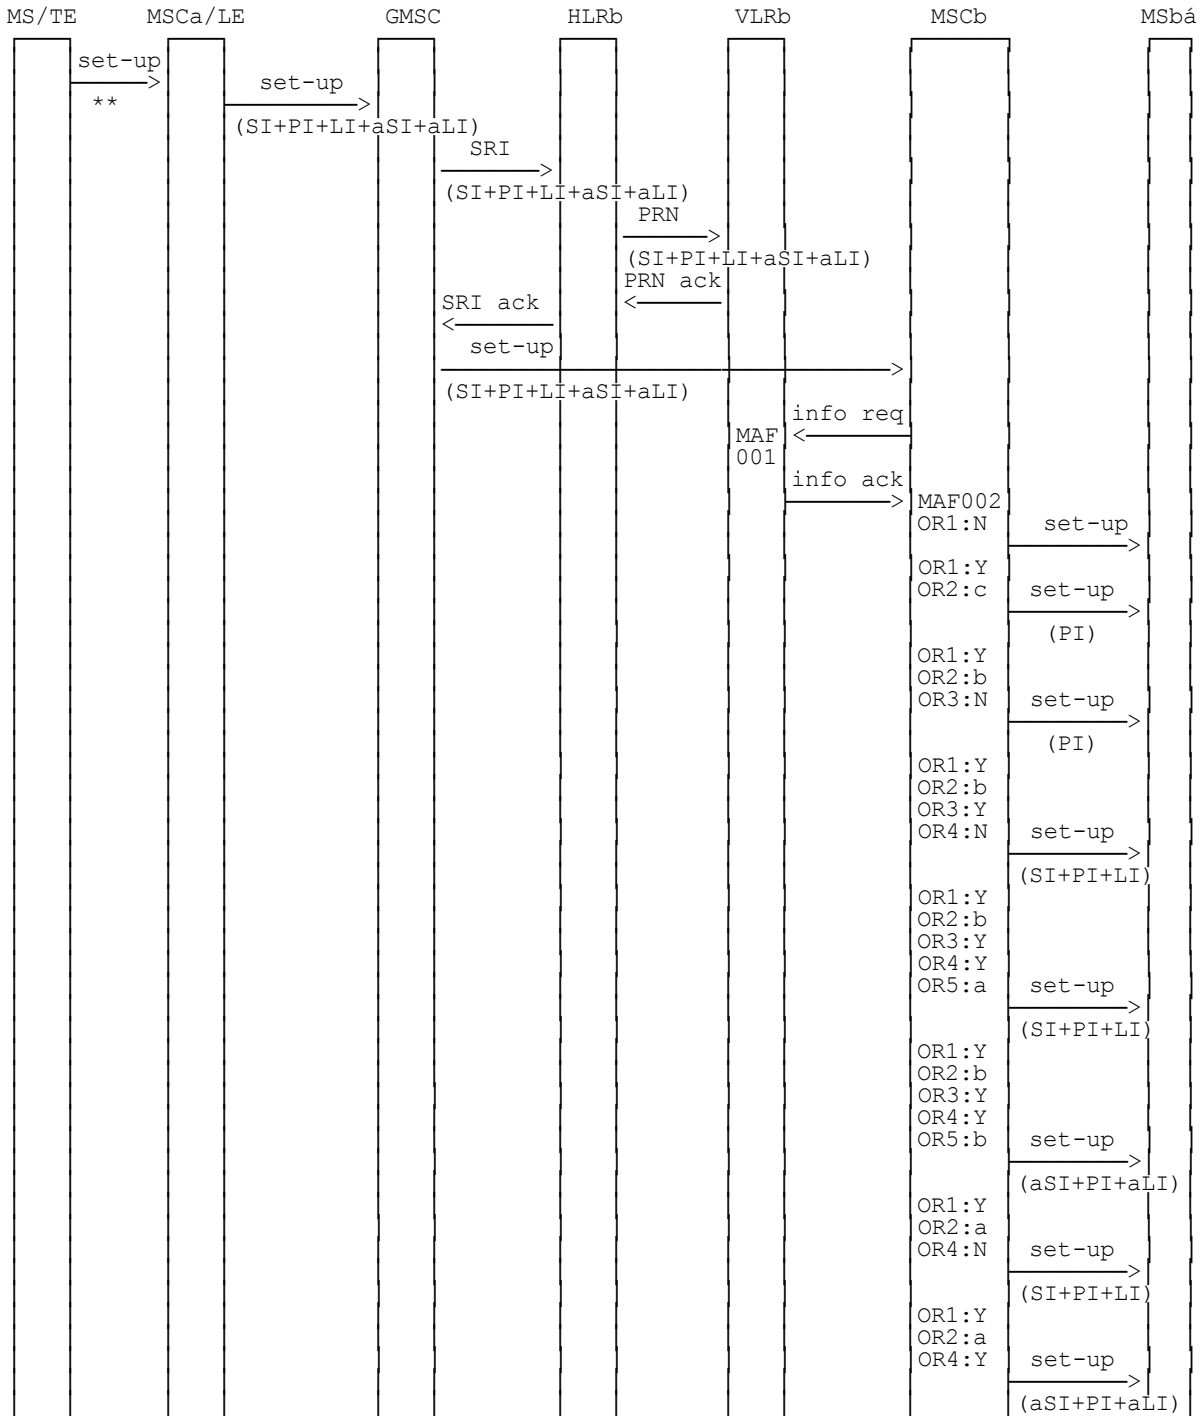 MS/TE MSCa/LE GMSC HLRb VLRb MSCb MSbá
set-up
** set-up
(SI+PI+LI+aSI+aLI)
SRI
(SI+PI+LI+aSI+aLI)
PRN
(SI+PI+LI+aSI+aLI)
PRN ack
SRI ack
set-up
(SI+PI+LI+aSI+aLI)
info req
MAF
001
info ack
MAF002
OR1:N set-up
OR1:Y
OR2:c set-up
(PI)
OR1:Y
OR2:b
OR3:N set-up
(PI)
OR1:Y
OR2:b
OR3:Y
OR4:N set-up
(SI+PI+LI)
OR1:Y
OR2:b
OR3:Y
OR4:Y
OR5:a set-up
(SI+PI+LI)
OR1:Y
OR2:b
OR3:Y
OR4:Y
OR5:b set-up
(aSI+PI+aLI)
OR1:Y
OR2:a
OR4:N set-up
(SI+PI+LI)
OR1:Y
OR2:a
OR4:Y set-up
(aSI+PI+aLI)